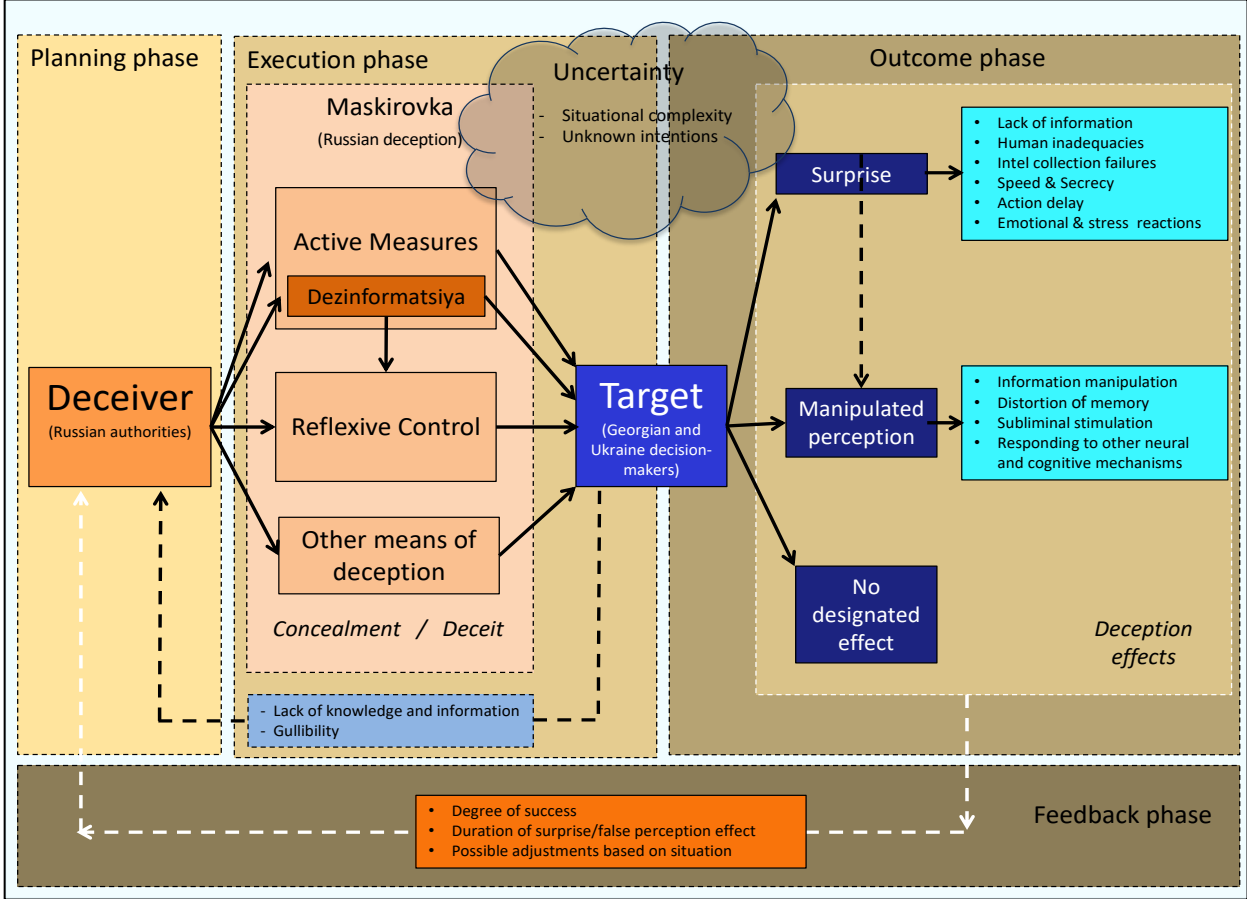 Planning phase
Execution phase
Uncertainty
- Situational complexity
- Unknown intentions
Outcome phase
Maskirovka
(Russian deception)
Active Measures
Dezinformatsiya
Reflexive Control
Other means of
deception
Concealment / Deceit
Deceiver
(Russian authorities)
Target
(Georgian and
Ukraine decision-
makers)
- Lack of knowledge and information
- Gullibility
Surprise
• Lack of information
• Human inadequacies
• Intel collection failures
• Speed & Secrecy
• Action delay
• Emotional & stress reactions
Manipulated
perception
• Information manipulation
• Distortion of memory
• Subliminal stimulation
• Responding to other neural
and cognitive mechanisms
No
designated
effect
Deception
effects
• Degree of success
• Duration of surprise/false perception effect
• Possible adjustments based on situation
Feedback phase